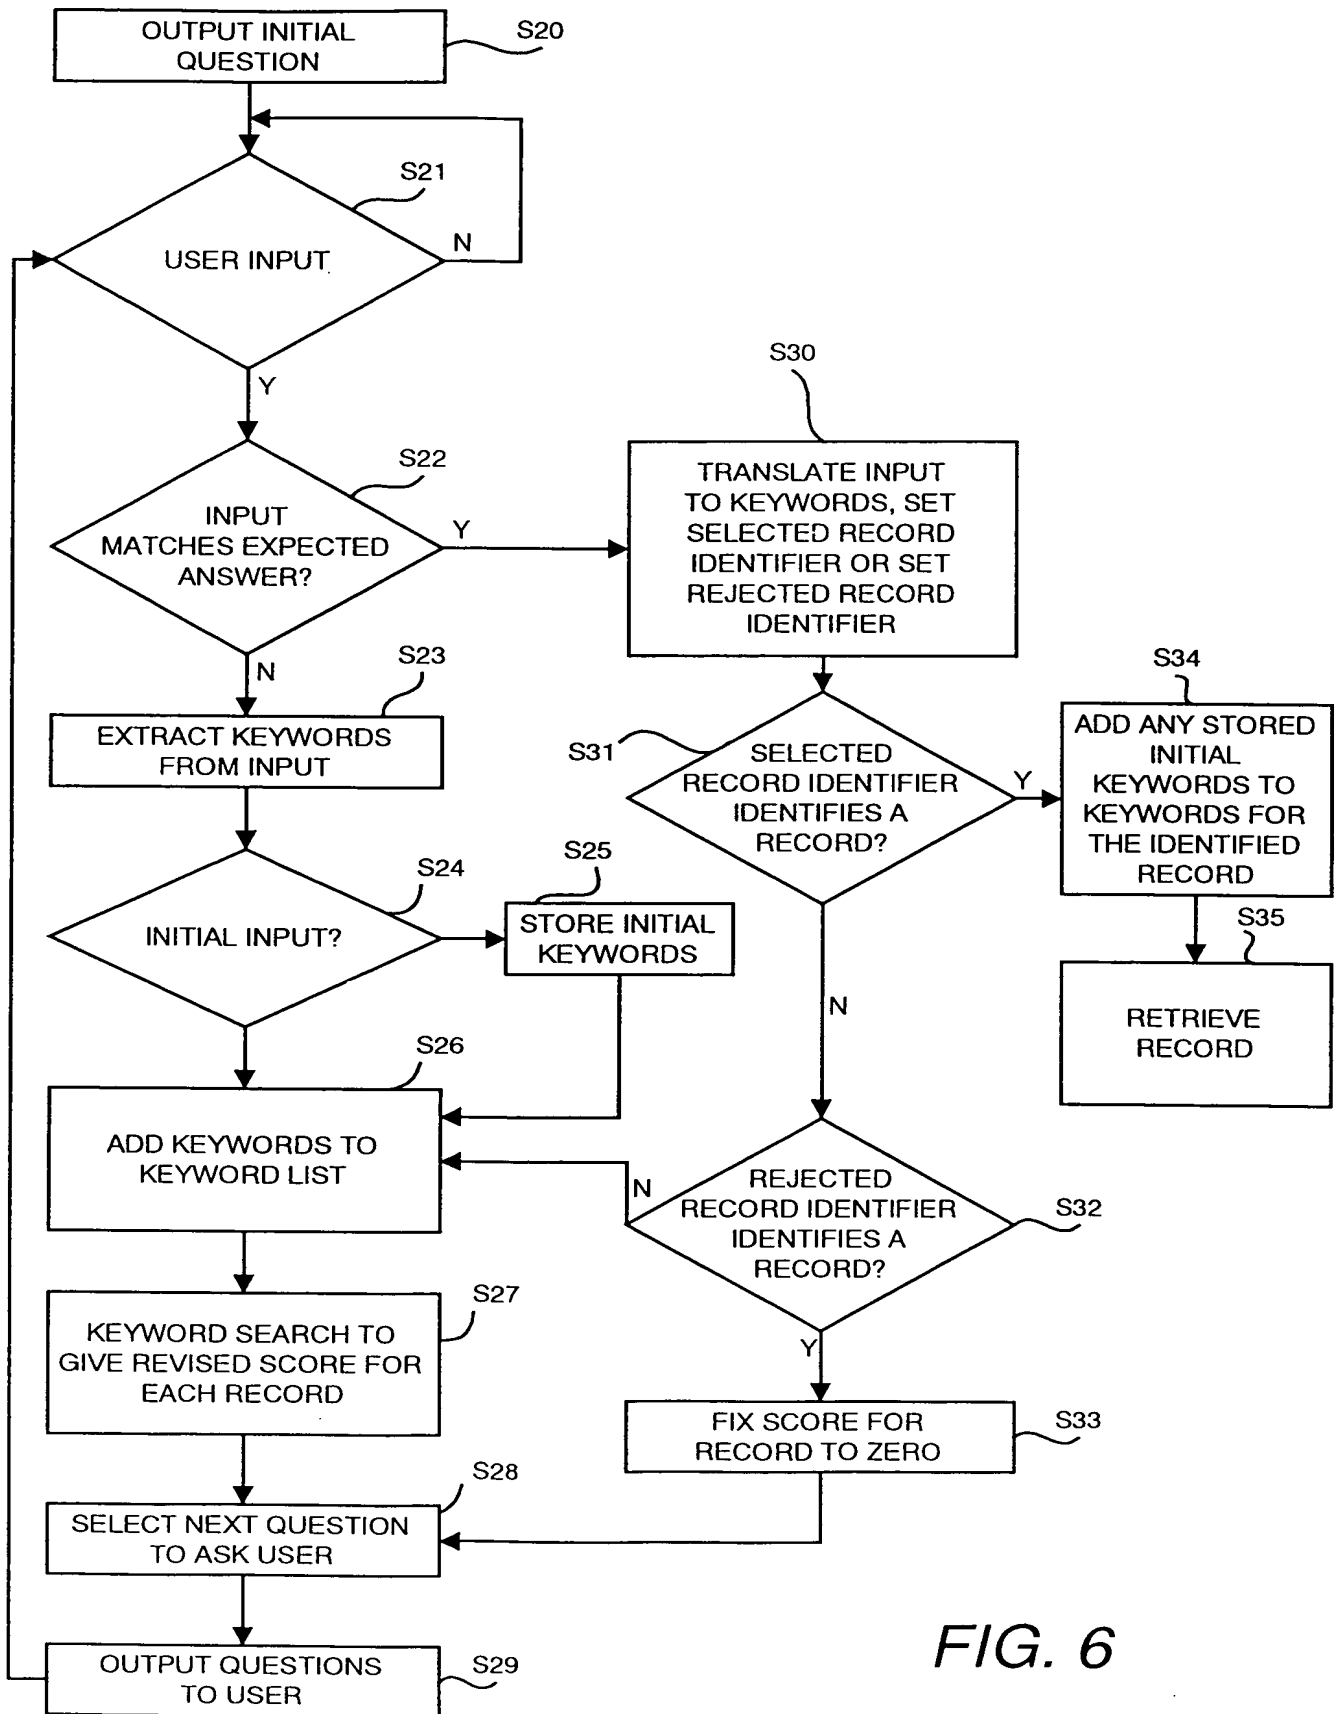 OUTPUT INITIAL
QUESTION
S20
S21
USER INPUT
N
Y
S22
INPUT
MATCHES EXPECTED
ANSWER?
Y
N
S30
TRANSLATE INPUT
TO KEYWORDS, SET
SELECTED RECORD
IDENTIFIER OR SET
REJECTED RECORD
IDENTIFIER
S23
EXTRACT KEYWORDS
FROM INPUT
S31
SELECTED
RECORD IDENTIFIER
IDENTIFIES A
RECORD?
Y
N
S34
ADD ANY STORED
INITIAL
KEYWORDS TO
KEYWORDS FOR
THE IDENTIFIED
RECORD
S24
INITIAL INPUT?
S25
STORE INITIAL
KEYWORDS
S35
RETRIEVE
RECORD
S26
ADD KEYWORDS TO
KEYWORD LIST
N
REJECTED
RECORD IDENTIFIER
IDENTIFIES A
RECORD?
S32
Y
S27
KEYWORD SEARCH TO
GIVE REVISED SCORE FOR
EACH RECORD
FIX SCORE FOR
RECORD TO ZERO
S33
S28
SELECT NEXT QUESTION
TO ASK USER
OUTPUT QUESTIONS
TO USER
S29
FIG. 6